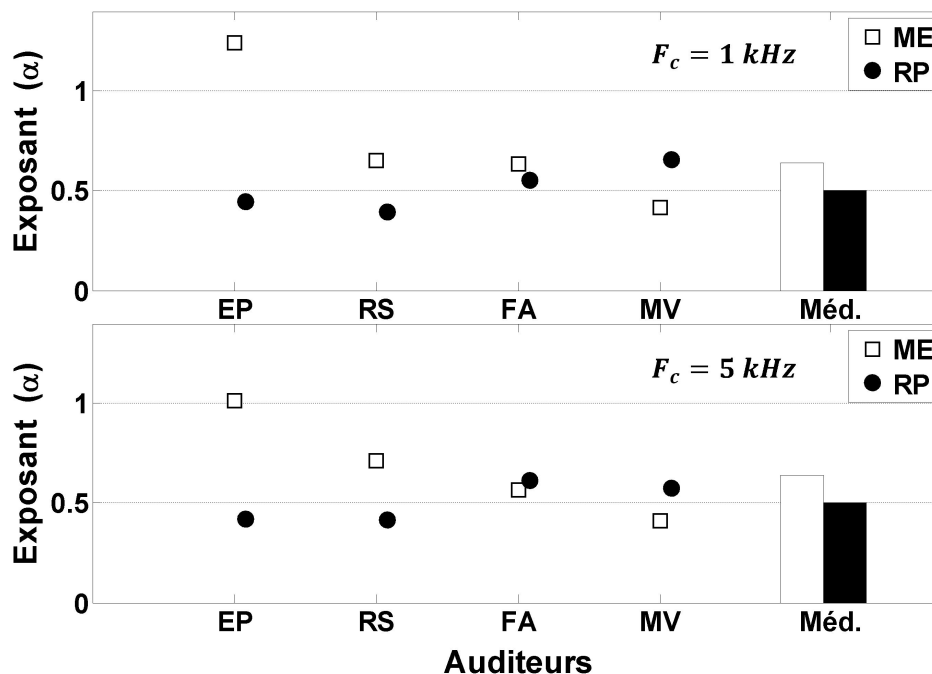 Exposant (α)
1
0.5
0
F_c = 1 kHz
ME
RP
EP RS FA MV Méd.
Exposant (α)
1
0.5
0
F_c = 5 kHz
ME
RP
EP RS FA MV Méd.
Auditeurs